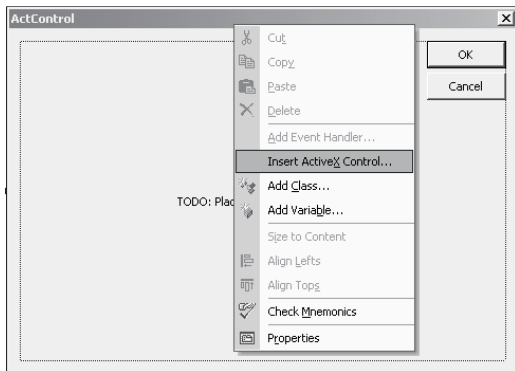 ActControl
Cut
Copy
Paste
Delete
Add Event Handler...
Insert ActiveX Control...
Add Class...
Add Variable...
Size to Content
Align Lefts
Align Tops
Check Mnemonics
Properties
OK
Cancel
TODO: Plac